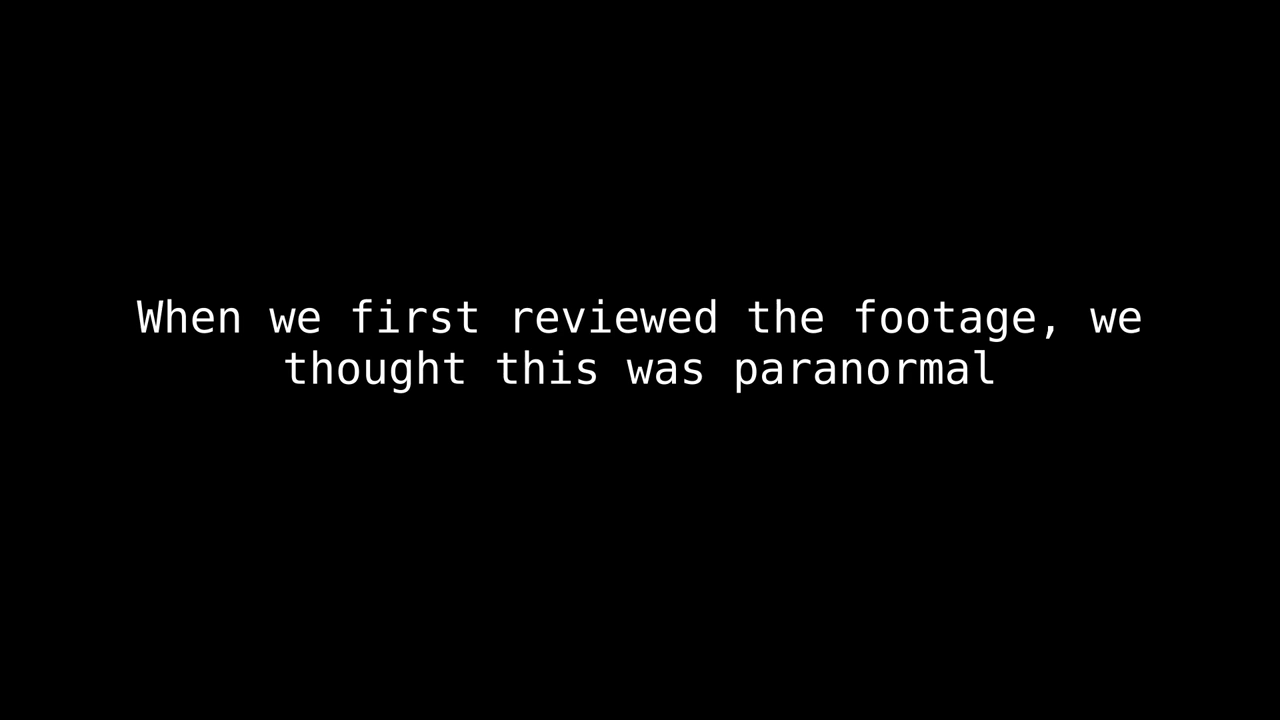 When we first reviewed the footage, we
thought this was paranormal